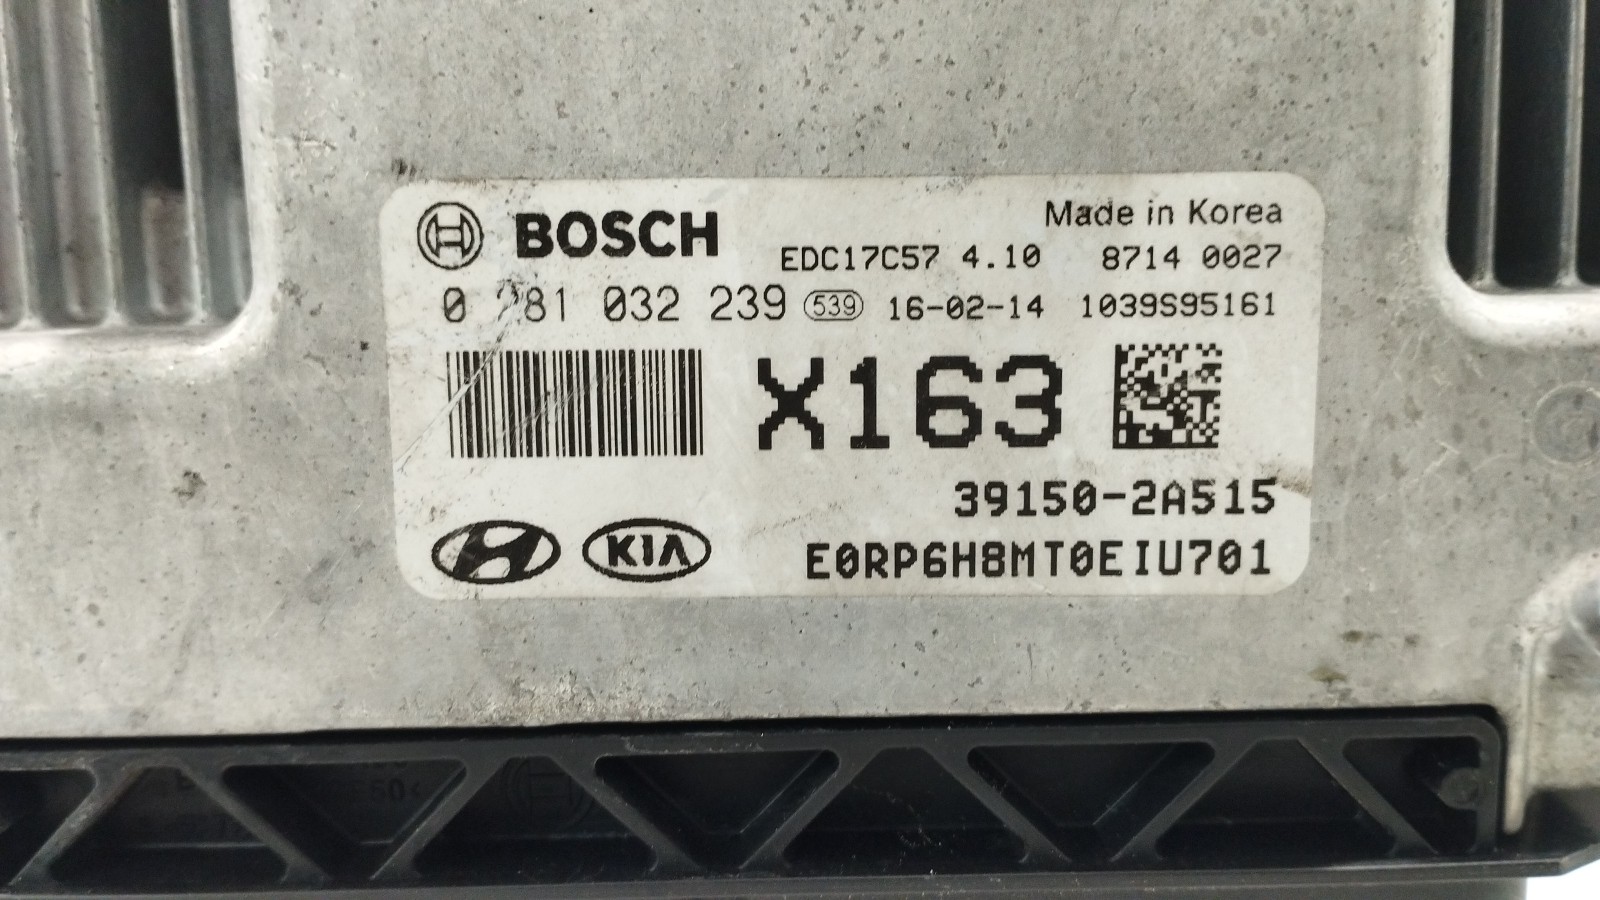 BOSCH
Made in Korea
EDC17C57 4.10 8714 0027
0 281 032 239 539 16-02-14 1039S95161
X163
39150-2A515
KIA
E0RP6H8MT0EIU701